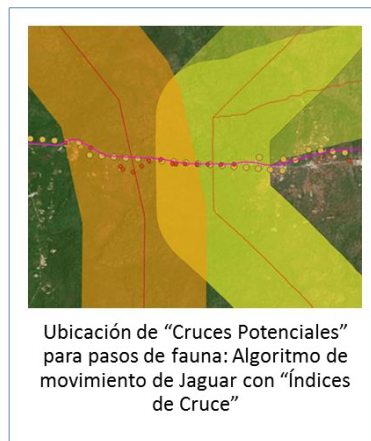 Ubicación de “Cruces Potenciales”
para pasos de fauna: Algoritmo de
movimiento de Jaguar con “Índices
de Cruce”